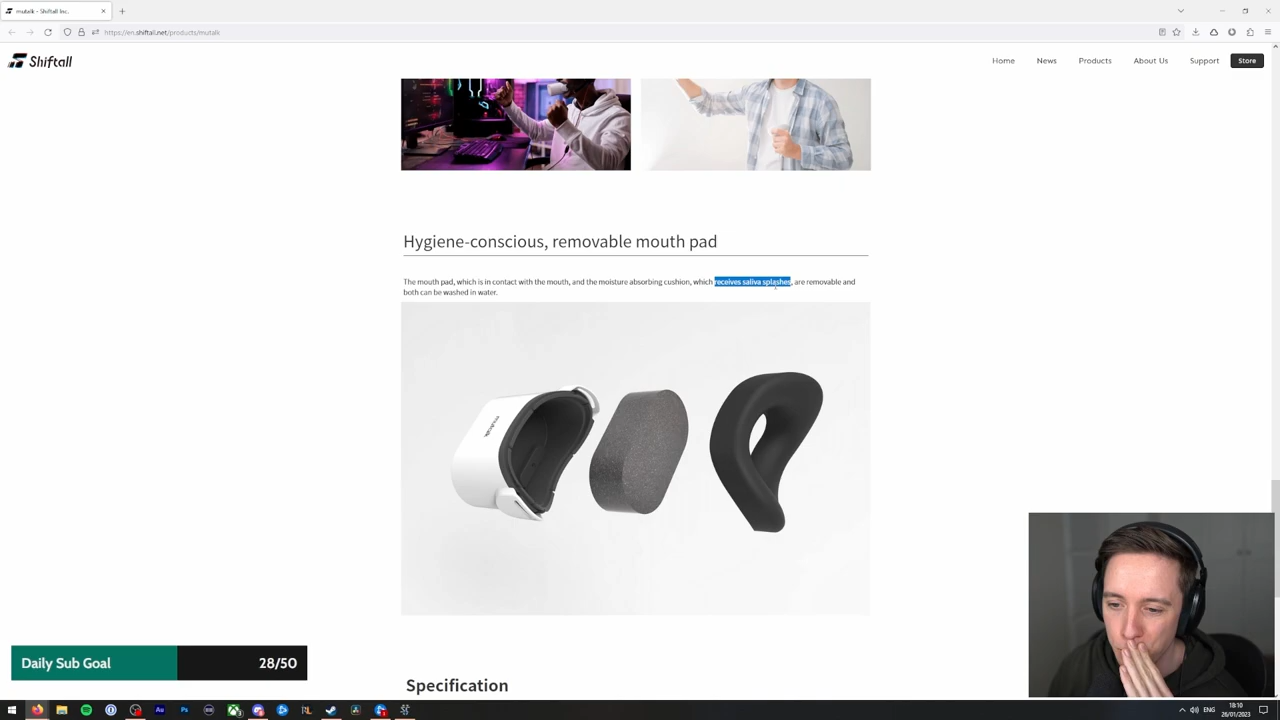 mutalk - Shiftall Inc.
https://en.shiftall.net/products/mutalk
Shiftall
Home
News
Products
About Us
Support
Store
Hygiene-conscious, removable mouth pad
The mouth pad, which is in contact with the mouth, and the moisture absorbing cushion, which receives saliva splashes, are removable and
both can be washed in water.
mutalk
Specification
Daily Sub Goal
28/50
ENG
18:10
26/01/2023